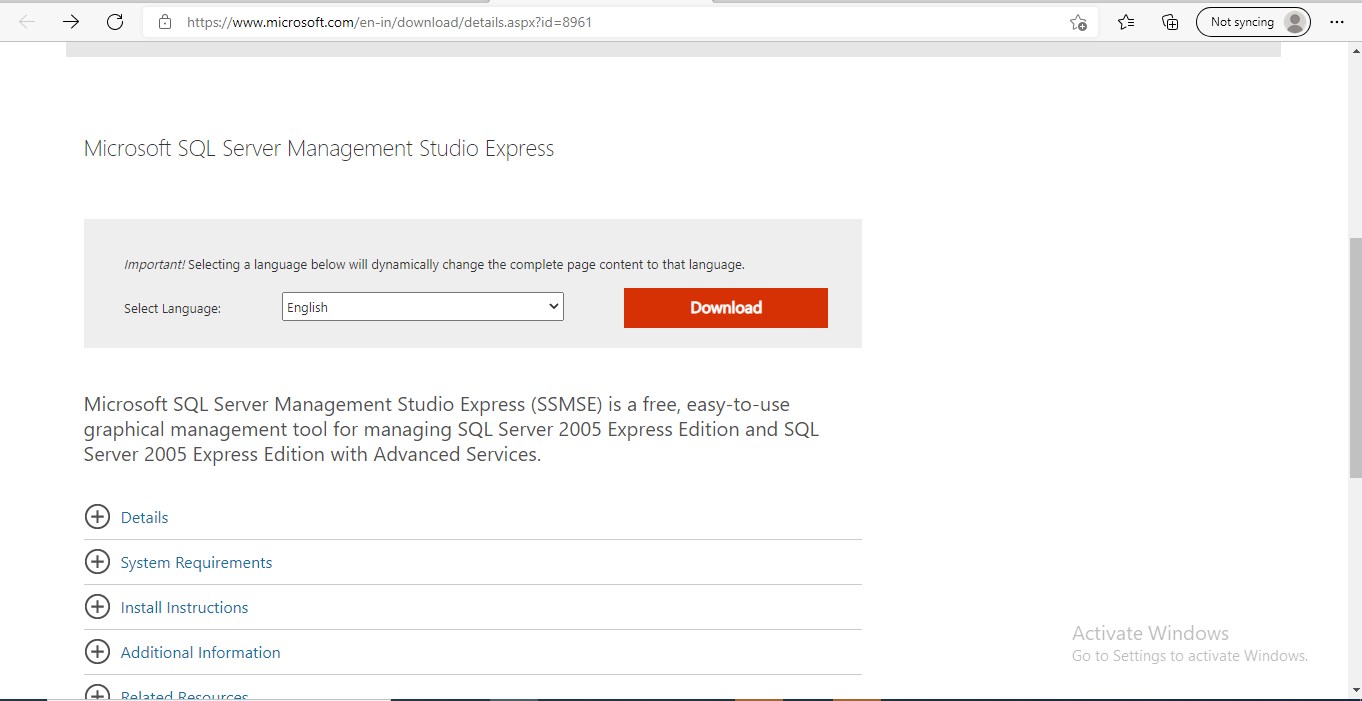 https://www.microsoft.com/en-in/download/details.aspx?id=8961
Not syncing
Microsoft SQL Server Management Studio Express
Important! Selecting a language below will dynamically change the complete page content to that language.
Select Language:
English
Download
Microsoft SQL Server Management Studio Express (SSMSE) is a free, easy-to-use
graphical management tool for managing SQL Server 2005 Express Edition and SQL
Server 2005 Express Edition with Advanced Services.
Details
System Requirements
Install Instructions
Additional Information
Related Resources
Activate Windows
Go to Settings to activate Windows.